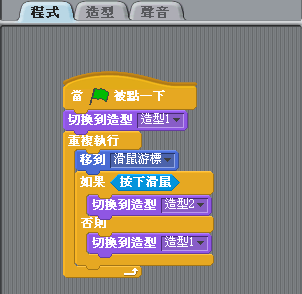 程式 造型 聲音
當 被點一下
切換到造型 造型1
重複執行
移到 滑鼠游標
如果 按下滑鼠
切換到造型 造型2
否則
切換到造型 造型1